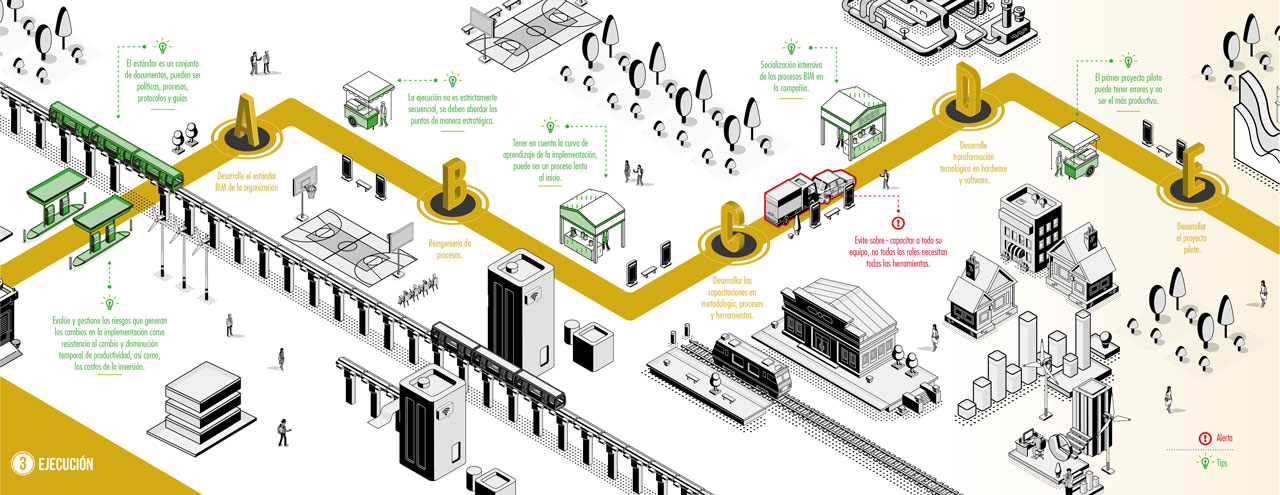 El estándar es un conjunto
de documentos, pueden ser
políticas, procesos,
protocolos y guías
A
Desarrolle el estándar
BIM de la organización
La ejecución no es estrictamente
secuencial, se deben abordar los
puntos de manera estratégica.
B
Reingeniería de
procesos.
Tener en cuenta la curva de
aprendizaje de la implementación,
puede ser un proceso lento
al inicio.
C
Desarrollar las
capacitaciones en
metodología, procesos
y herramientas.
Socialización intensiva
de los procesos BIM en
la compañía.
Evite sobre - capacitar a todo su
equipo, no todos los roles necesitan
todas las herramientas.
D
Desarrolle
transformación
tecnológica en hardware
y software.
El primer proyecto piloto
puede tener errores y no
ser el más productivo.
E
Desarrollar
el proyecto
piloto.
Evalúe y gestione los riesgos que generan
los cambios en la implementación como
resistencia al cambio y disminución
temporal de productividad, así como,
los costos de la inversión.
3 EJECUCIÓN
Alerta
Tips